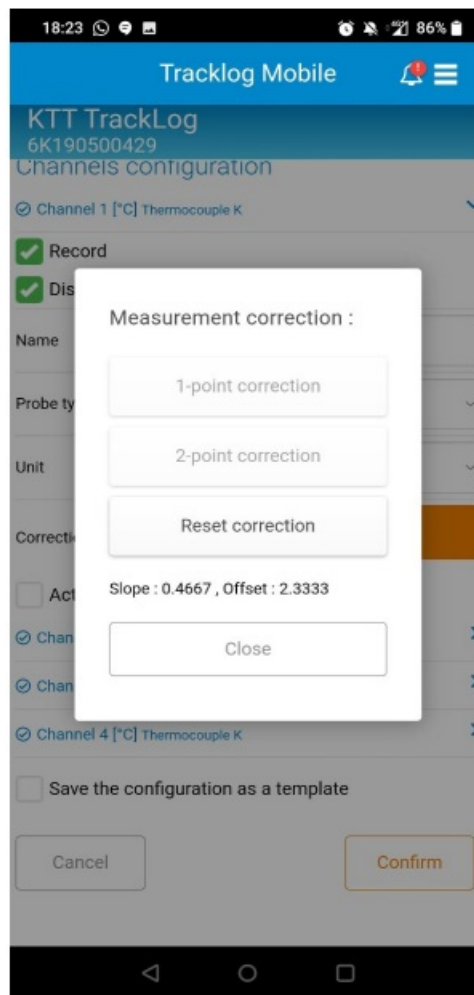 18:23 86%
Tracklog Mobile
KTT TrackLog
6K190500429
Channels configuration
Channel 1 [°C] Thermocouple K
Record
Dis
Measurement correction :
Name
1-point correction
Probe ty
2-point correction
Unit
Reset correction
Correcti
Slope : 0.4667 , Offset : 2.3333
Act
Chan
Close
Chan
Channel 4 [°C] Thermocouple K
Save the configuration as a template
Cancel Confirm